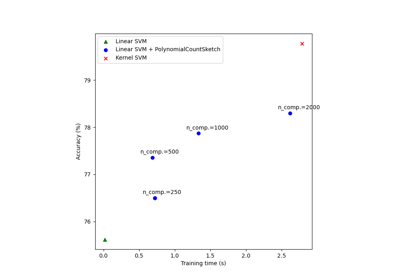 Linear SVM
Linear SVM + PolynomialCountSketch
Kernel SVM
n_comp.=2000
n_comp.=1000
n_comp.=500
n_comp.=250
79
78
77
76
Accuracy (%)
0.0 0.5 1.0 1.5 2.0 2.5
Training time (s)